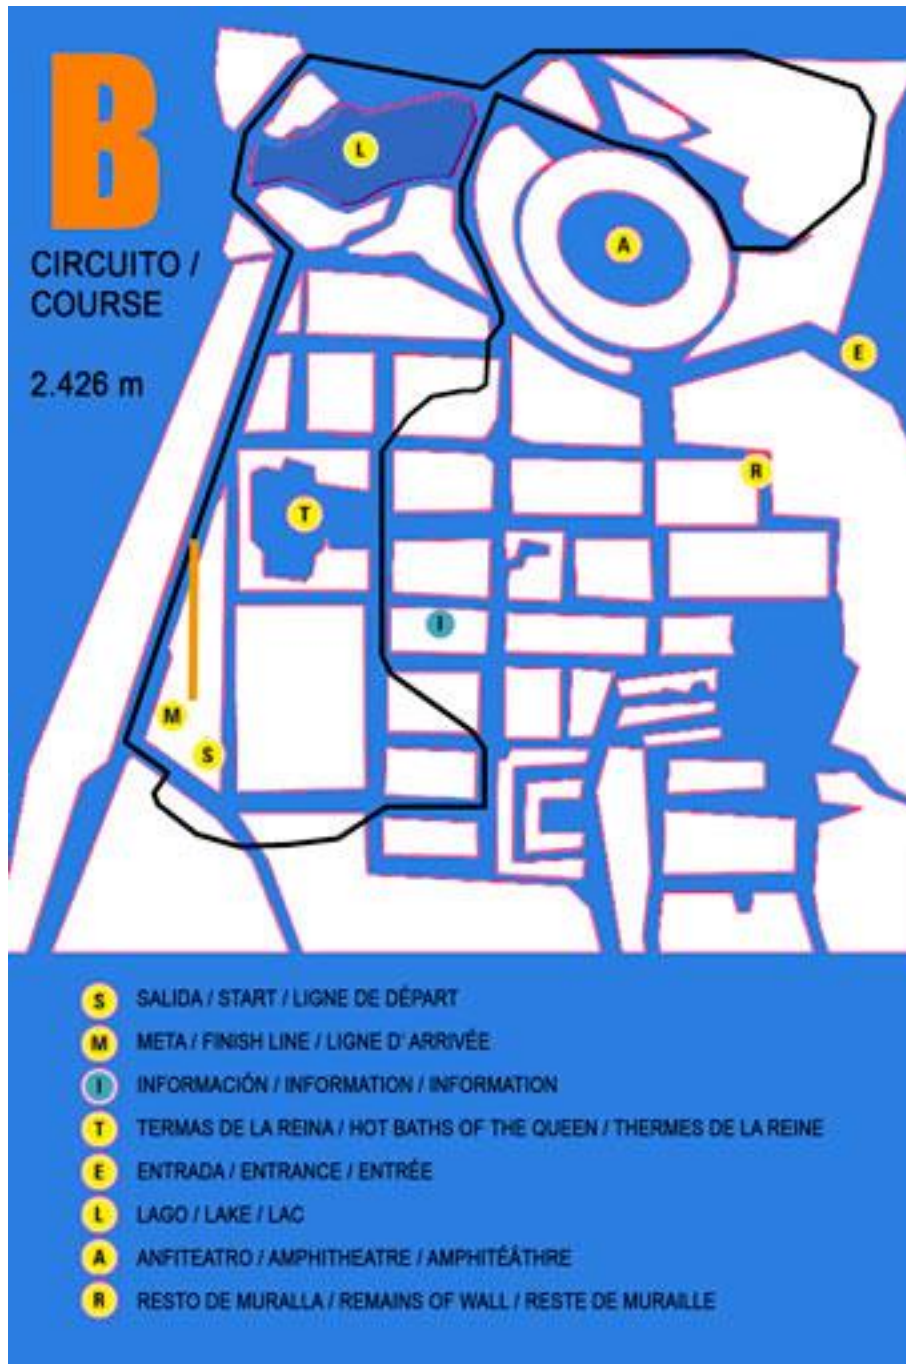 B
CIRCUITO /
COURSE
2.426 m
L
A
E
R
T
I
M
S
S SALIDA / START / LIGNE DE DÉPART
M META / FINISH LINE / LIGNE D' ARRIVÉE
I INFORMACIÓN / INFORMATION / INFORMATION
T TERMAS DE LA REINA / HOT BATHS OF THE QUEEN / THERMES DE LA REINE
E ENTRADA / ENTRANCE / ENTRÉE
L LAGO / LAKE / LAC
A ANFITEATRO / AMPHITHEATRE / AMPHITÉÂTHRE
R RESTO DE MURALLA / REMAINS OF WALL / RESTE DE MURAILLE